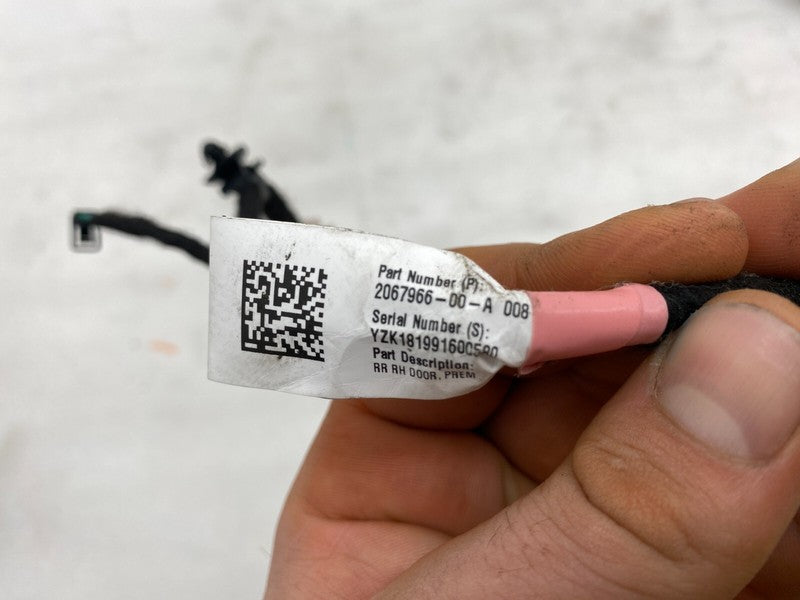 Part Number (P):
2067966-00-A 008
Serial Number (S):
Part Description:
RR RH DOOR, PREM